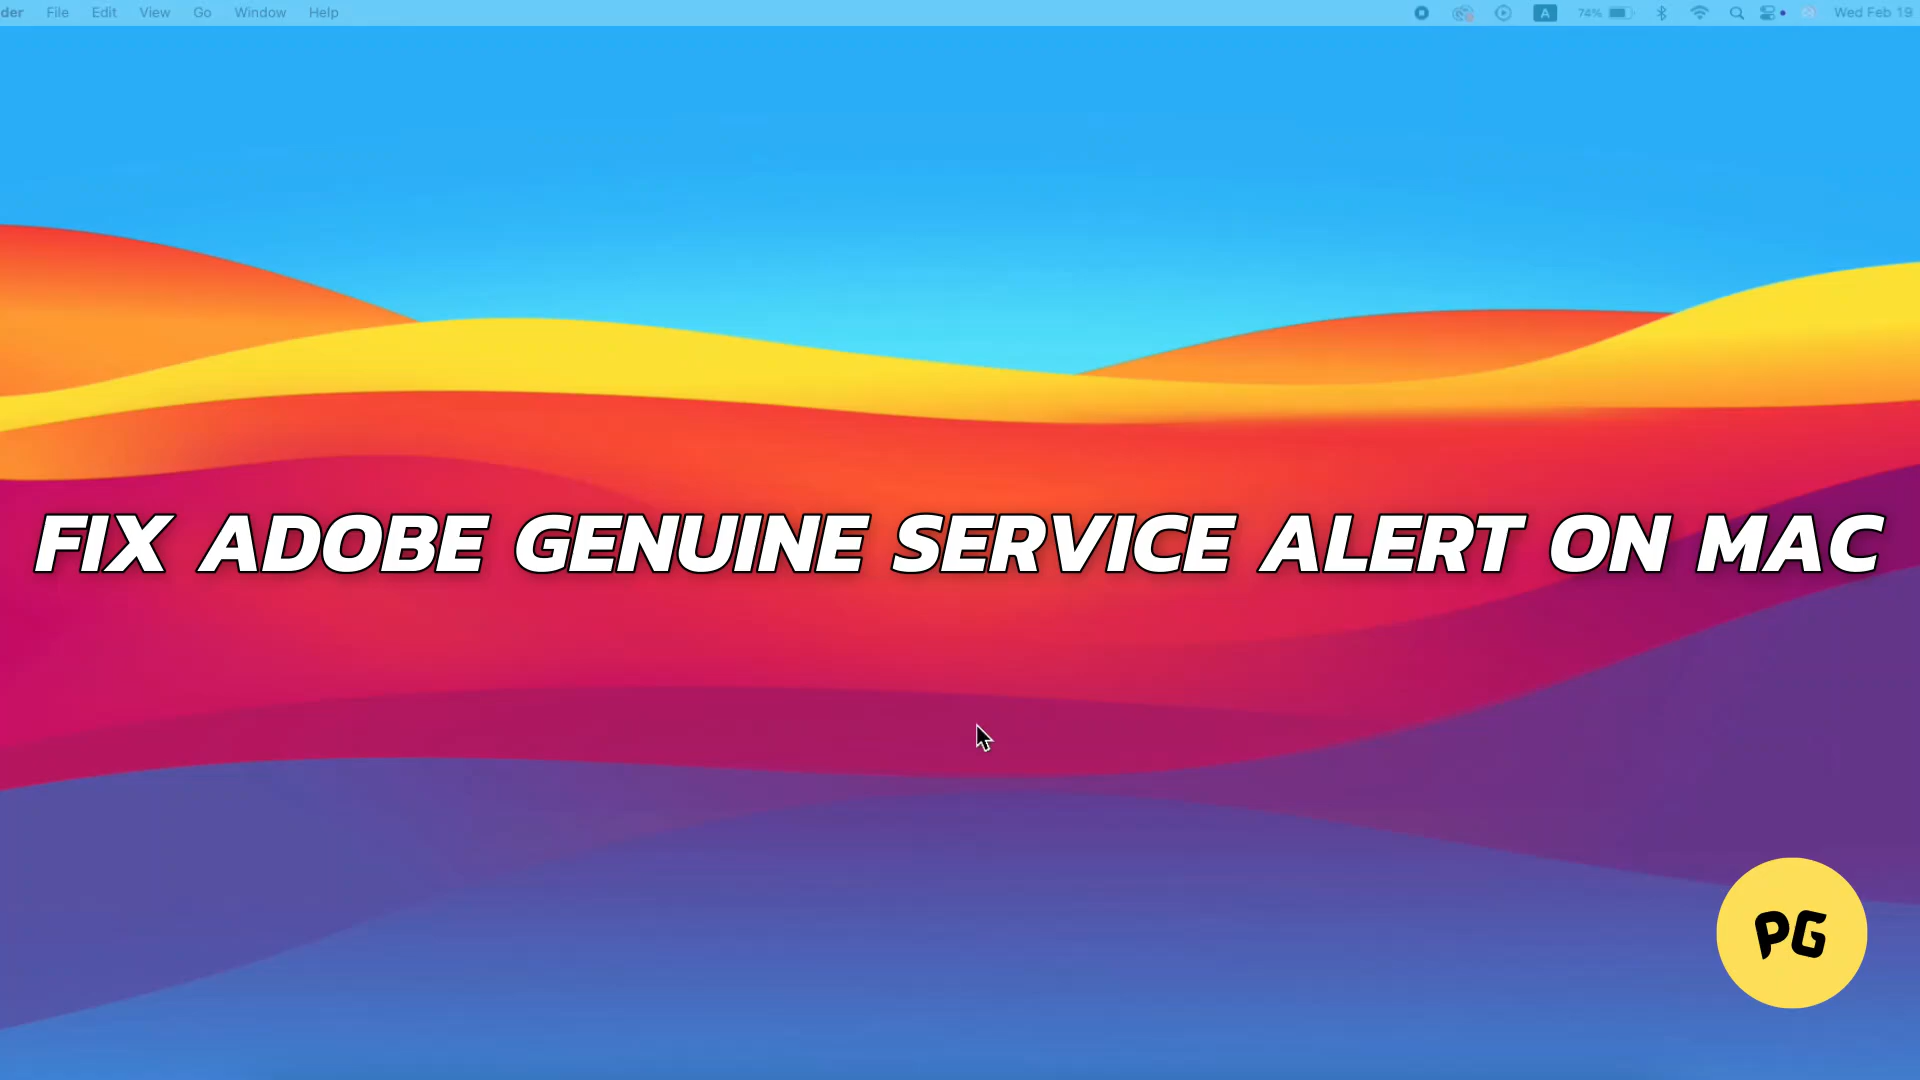 der File Edit View Go Window Help A 74% Wed Feb 19
FIX ADOBE GENUINE SERVICE ALERT ON MAC
PG